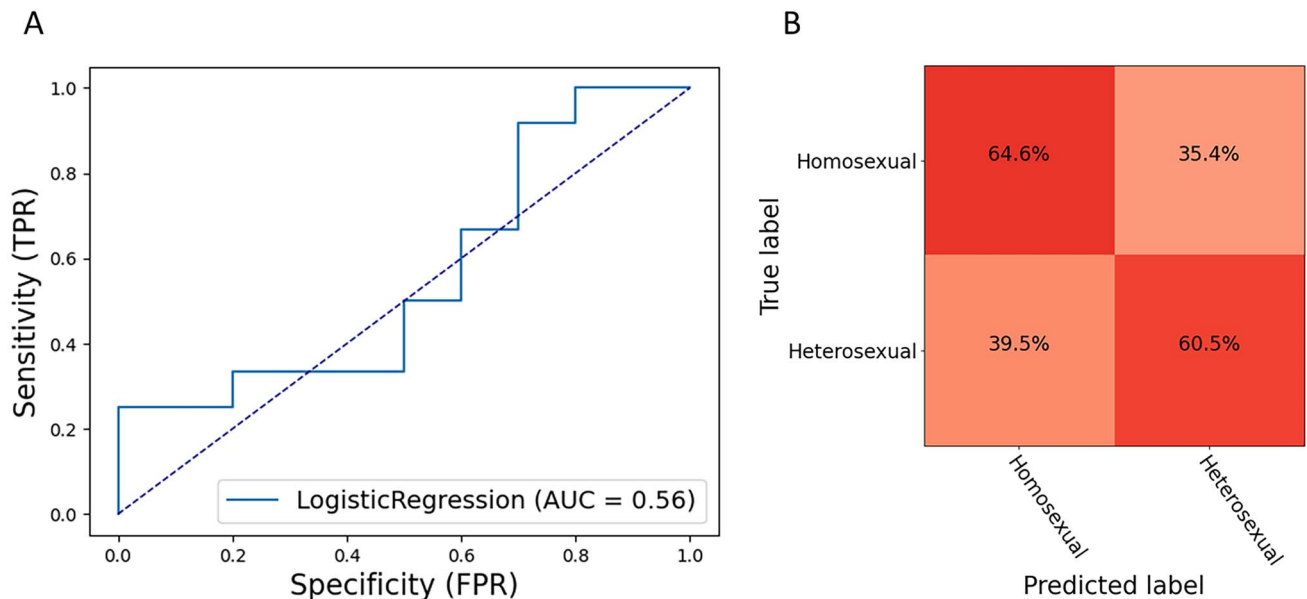 A
1.0
0.8
0.6
0.4
0.2
0.0
Sensitivity (TPR)
LogisticRegression (AUC = 0.56)
0.0 0.2 0.4 0.6 0.8 1.0
Specificity (FPR)
B
True label
Homosexual 64.6% 35.4%
Heterosexual 39.5% 60.5%
Homosexual Heterosexual
Predicted label